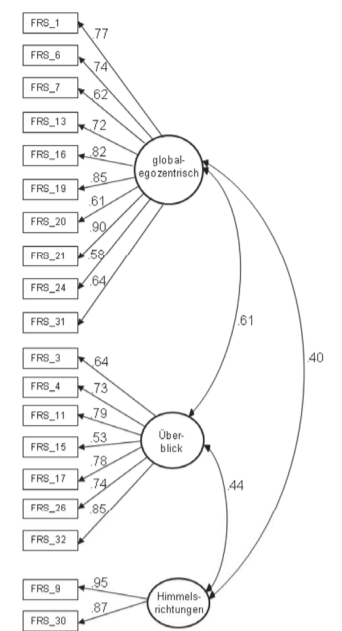 FRS_1
.77
FRS_6
.74
FRS_7
.62
FRS_13
.72
FRS_16
.82
global-
egozentrisch
FRS_19
.85
FRS_20
.61
FRS_21
.90
FRS_24
.58
FRS_31
.64
.61
.40
FRS_3
.64
FRS_4
.73
FRS_11
.79
FRS_15
.53
Über-
blick
FRS_17
.78
FRS_26
.74
FRS_32
.85
.44
FRS_9
.95
FRS_30
.87
Himmels-
richtungen